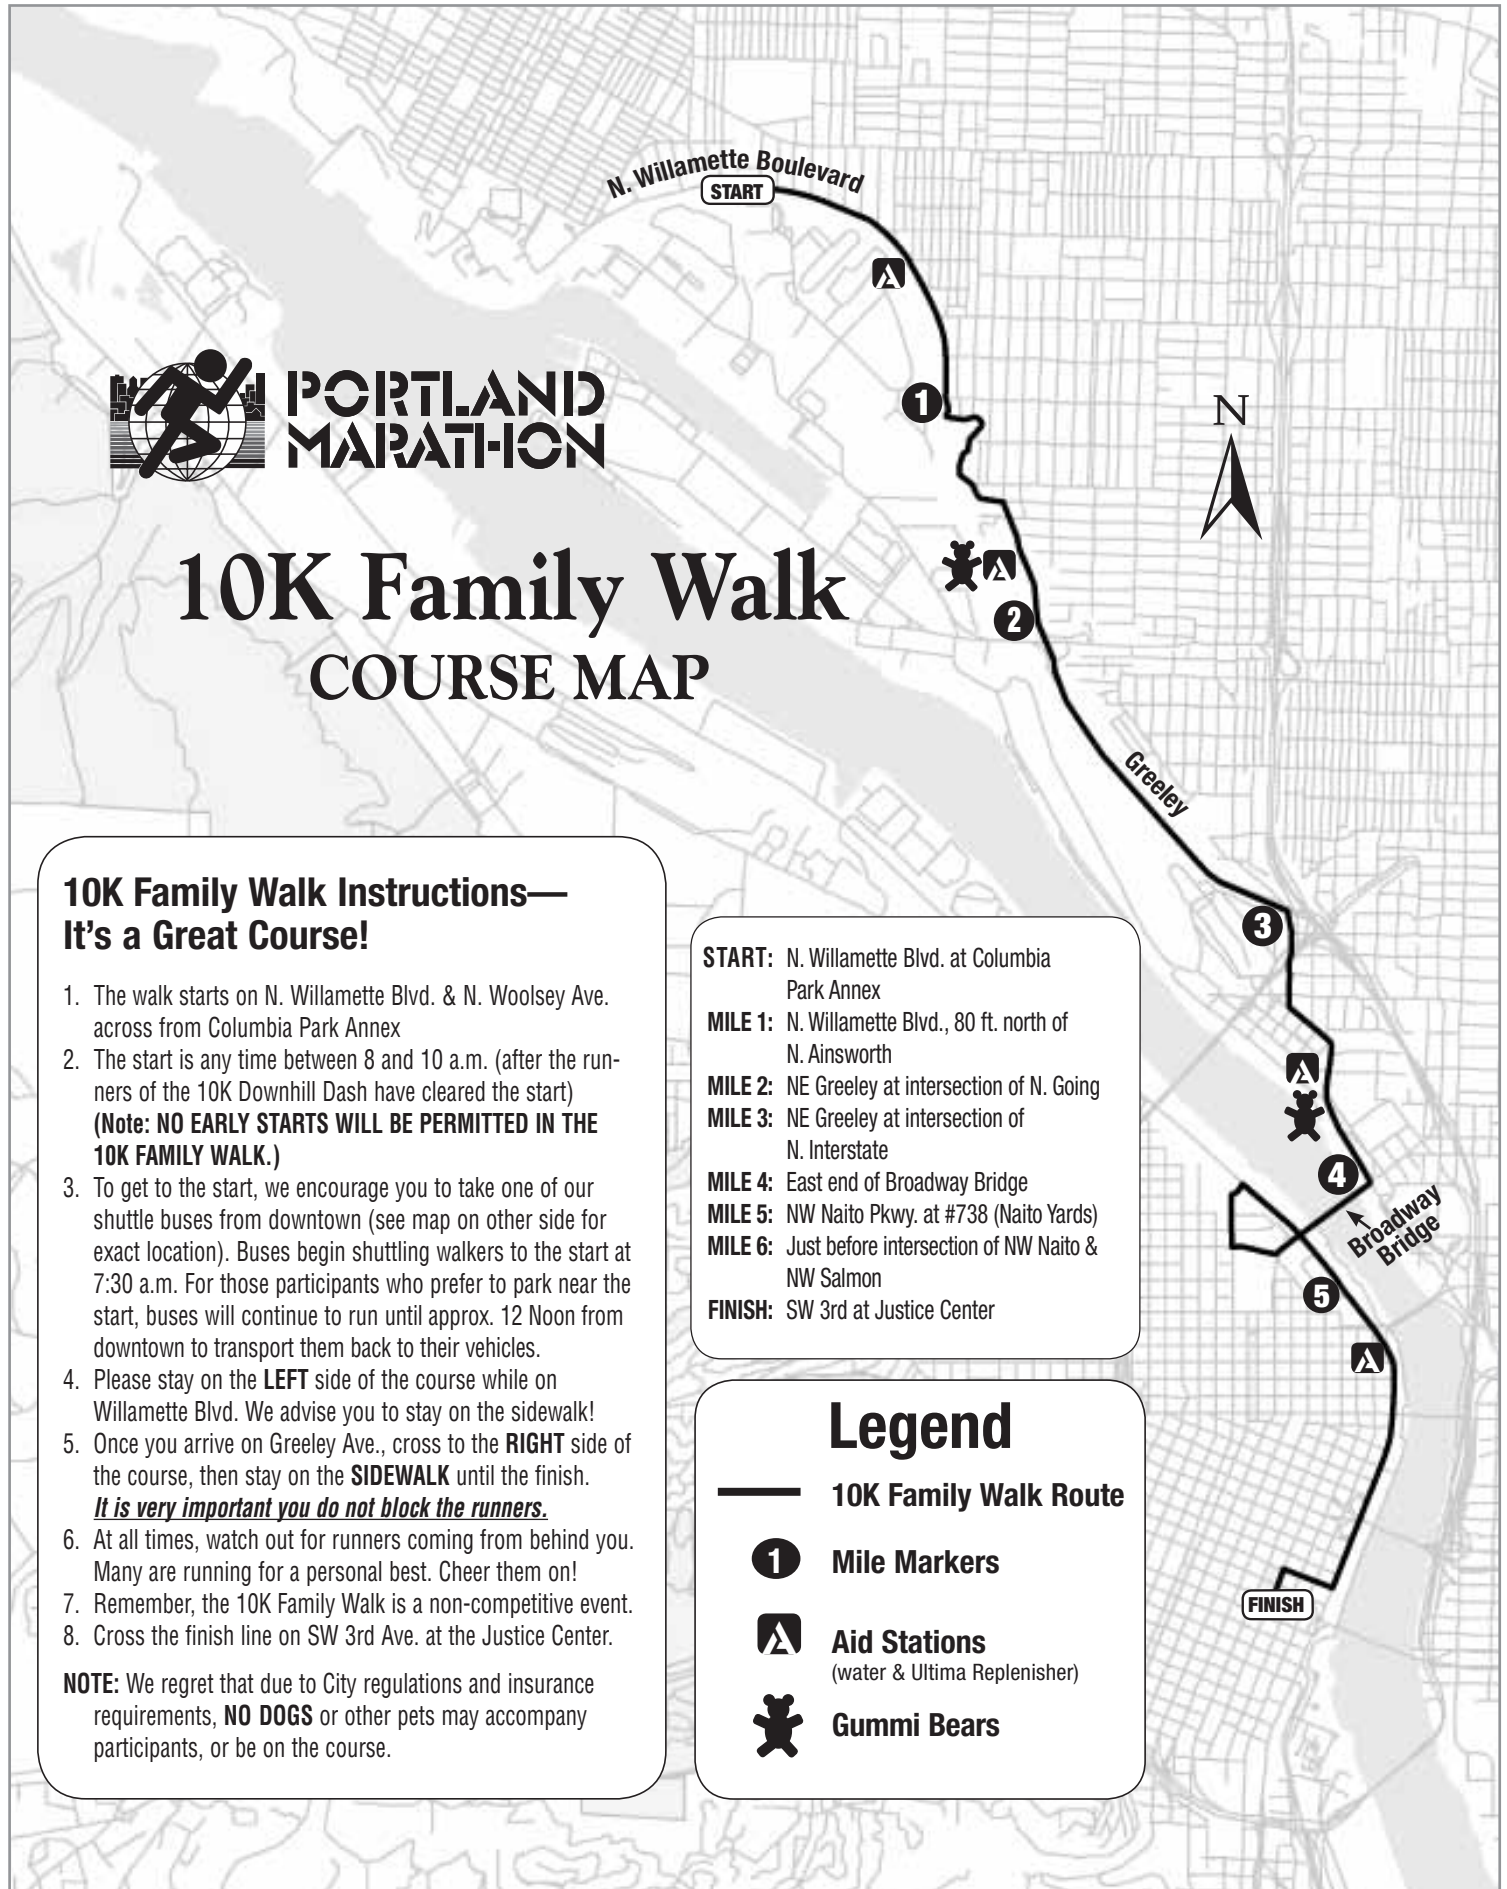 N. Willamette Boulevard
START
1
N
PORTLAND
MARATHON
10K Family Walk
COURSE MAP
2
Greeley
3
4
Broadway
Bridge
5
FINISH
10K Family Walk Instructions—
It's a Great Course!
1. The walk starts on N. Willamette Blvd. & N. Woolsey Ave.
across from Columbia Park Annex
2. The start is any time between 8 and 10 a.m. (after the run-
ners of the 10K Downhill Dash have cleared the start)
(Note: NO EARLY STARTS WILL BE PERMITTED IN THE
10K FAMILY WALK.)
3. To get to the start, we encourage you to take one of our
shuttle buses from downtown (see map on other side for
exact location). Buses begin shuttling walkers to the start at
7:30 a.m. For those participants who prefer to park near the
start, buses will continue to run until approx. 12 Noon from
downtown to transport them back to their vehicles.
4. Please stay on the LEFT side of the course while on
Willamette Blvd. We advise you to stay on the sidewalk!
5. Once you arrive on Greeley Ave., cross to the RIGHT side of
the course, then stay on the SIDEWALK until the finish.
It is very important you do not block the runners.
6. At all times, watch out for runners coming from behind you.
Many are running for a personal best. Cheer them on!
7. Remember, the 10K Family Walk is a non-competitive event.
8. Cross the finish line on SW 3rd Ave. at the Justice Center.
NOTE: We regret that due to City regulations and insurance
requirements, NO DOGS or other pets may accompany
participants, or be on the course.
START: N. Willamette Blvd. at Columbia
Park Annex
MILE 1: N. Willamette Blvd., 80 ft. north of
N. Ainsworth
MILE 2: NE Greeley at intersection of N. Going
MILE 3: NE Greeley at intersection of
N. Interstate
MILE 4: East end of Broadway Bridge
MILE 5: NW Naito Pkwy. at #738 (Naito Yards)
MILE 6: Just before intersection of NW Naito &
NW Salmon
FINISH: SW 3rd at Justice Center
Legend
10K Family Walk Route
1 Mile Markers
Aid Stations
(water & Ultima Replenisher)
Gummi Bears